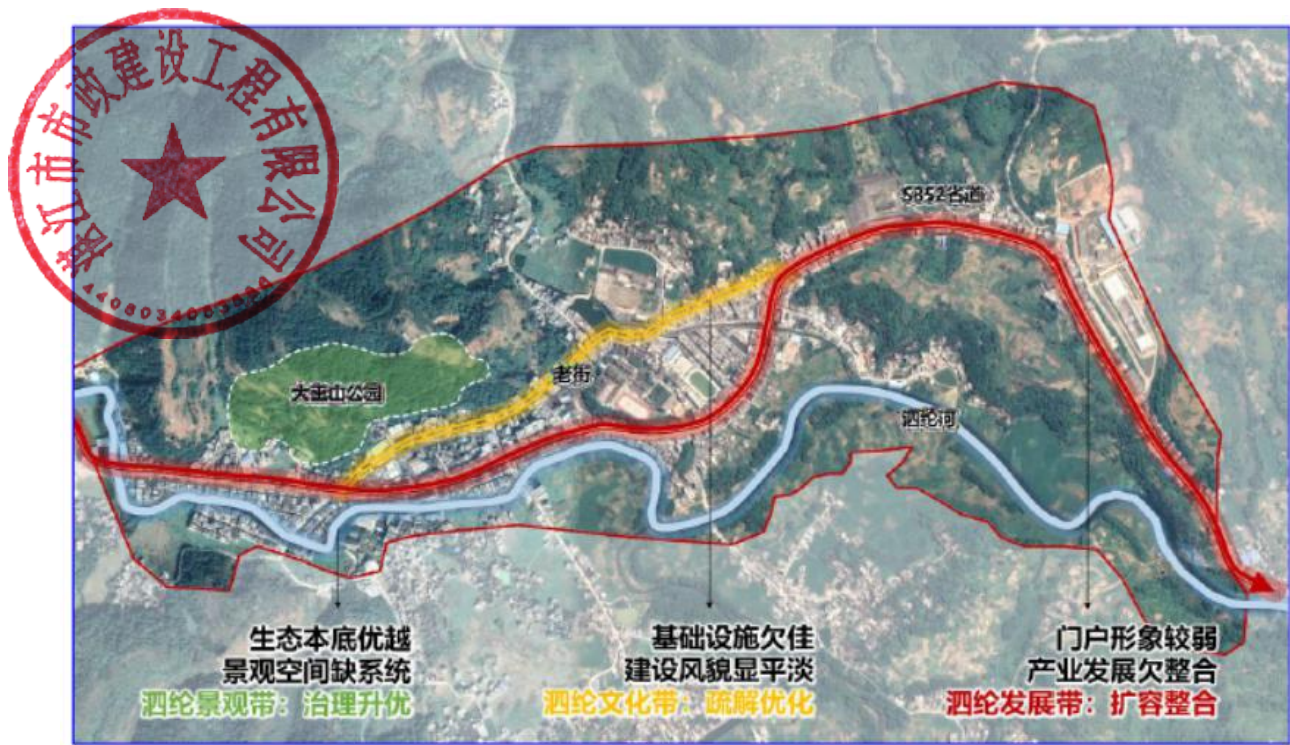 湛江市市政建设工程有限公司
S852省道
大金山公园
老街
泗纶河
生态本底优越
景观空间缺系统
泗纶景观带：治理升优
基础设施欠佳
建设风貌显平淡
泗纶文化带：疏解优化
门户形象较弱
产业发展欠整合
泗纶发展带：扩容整合